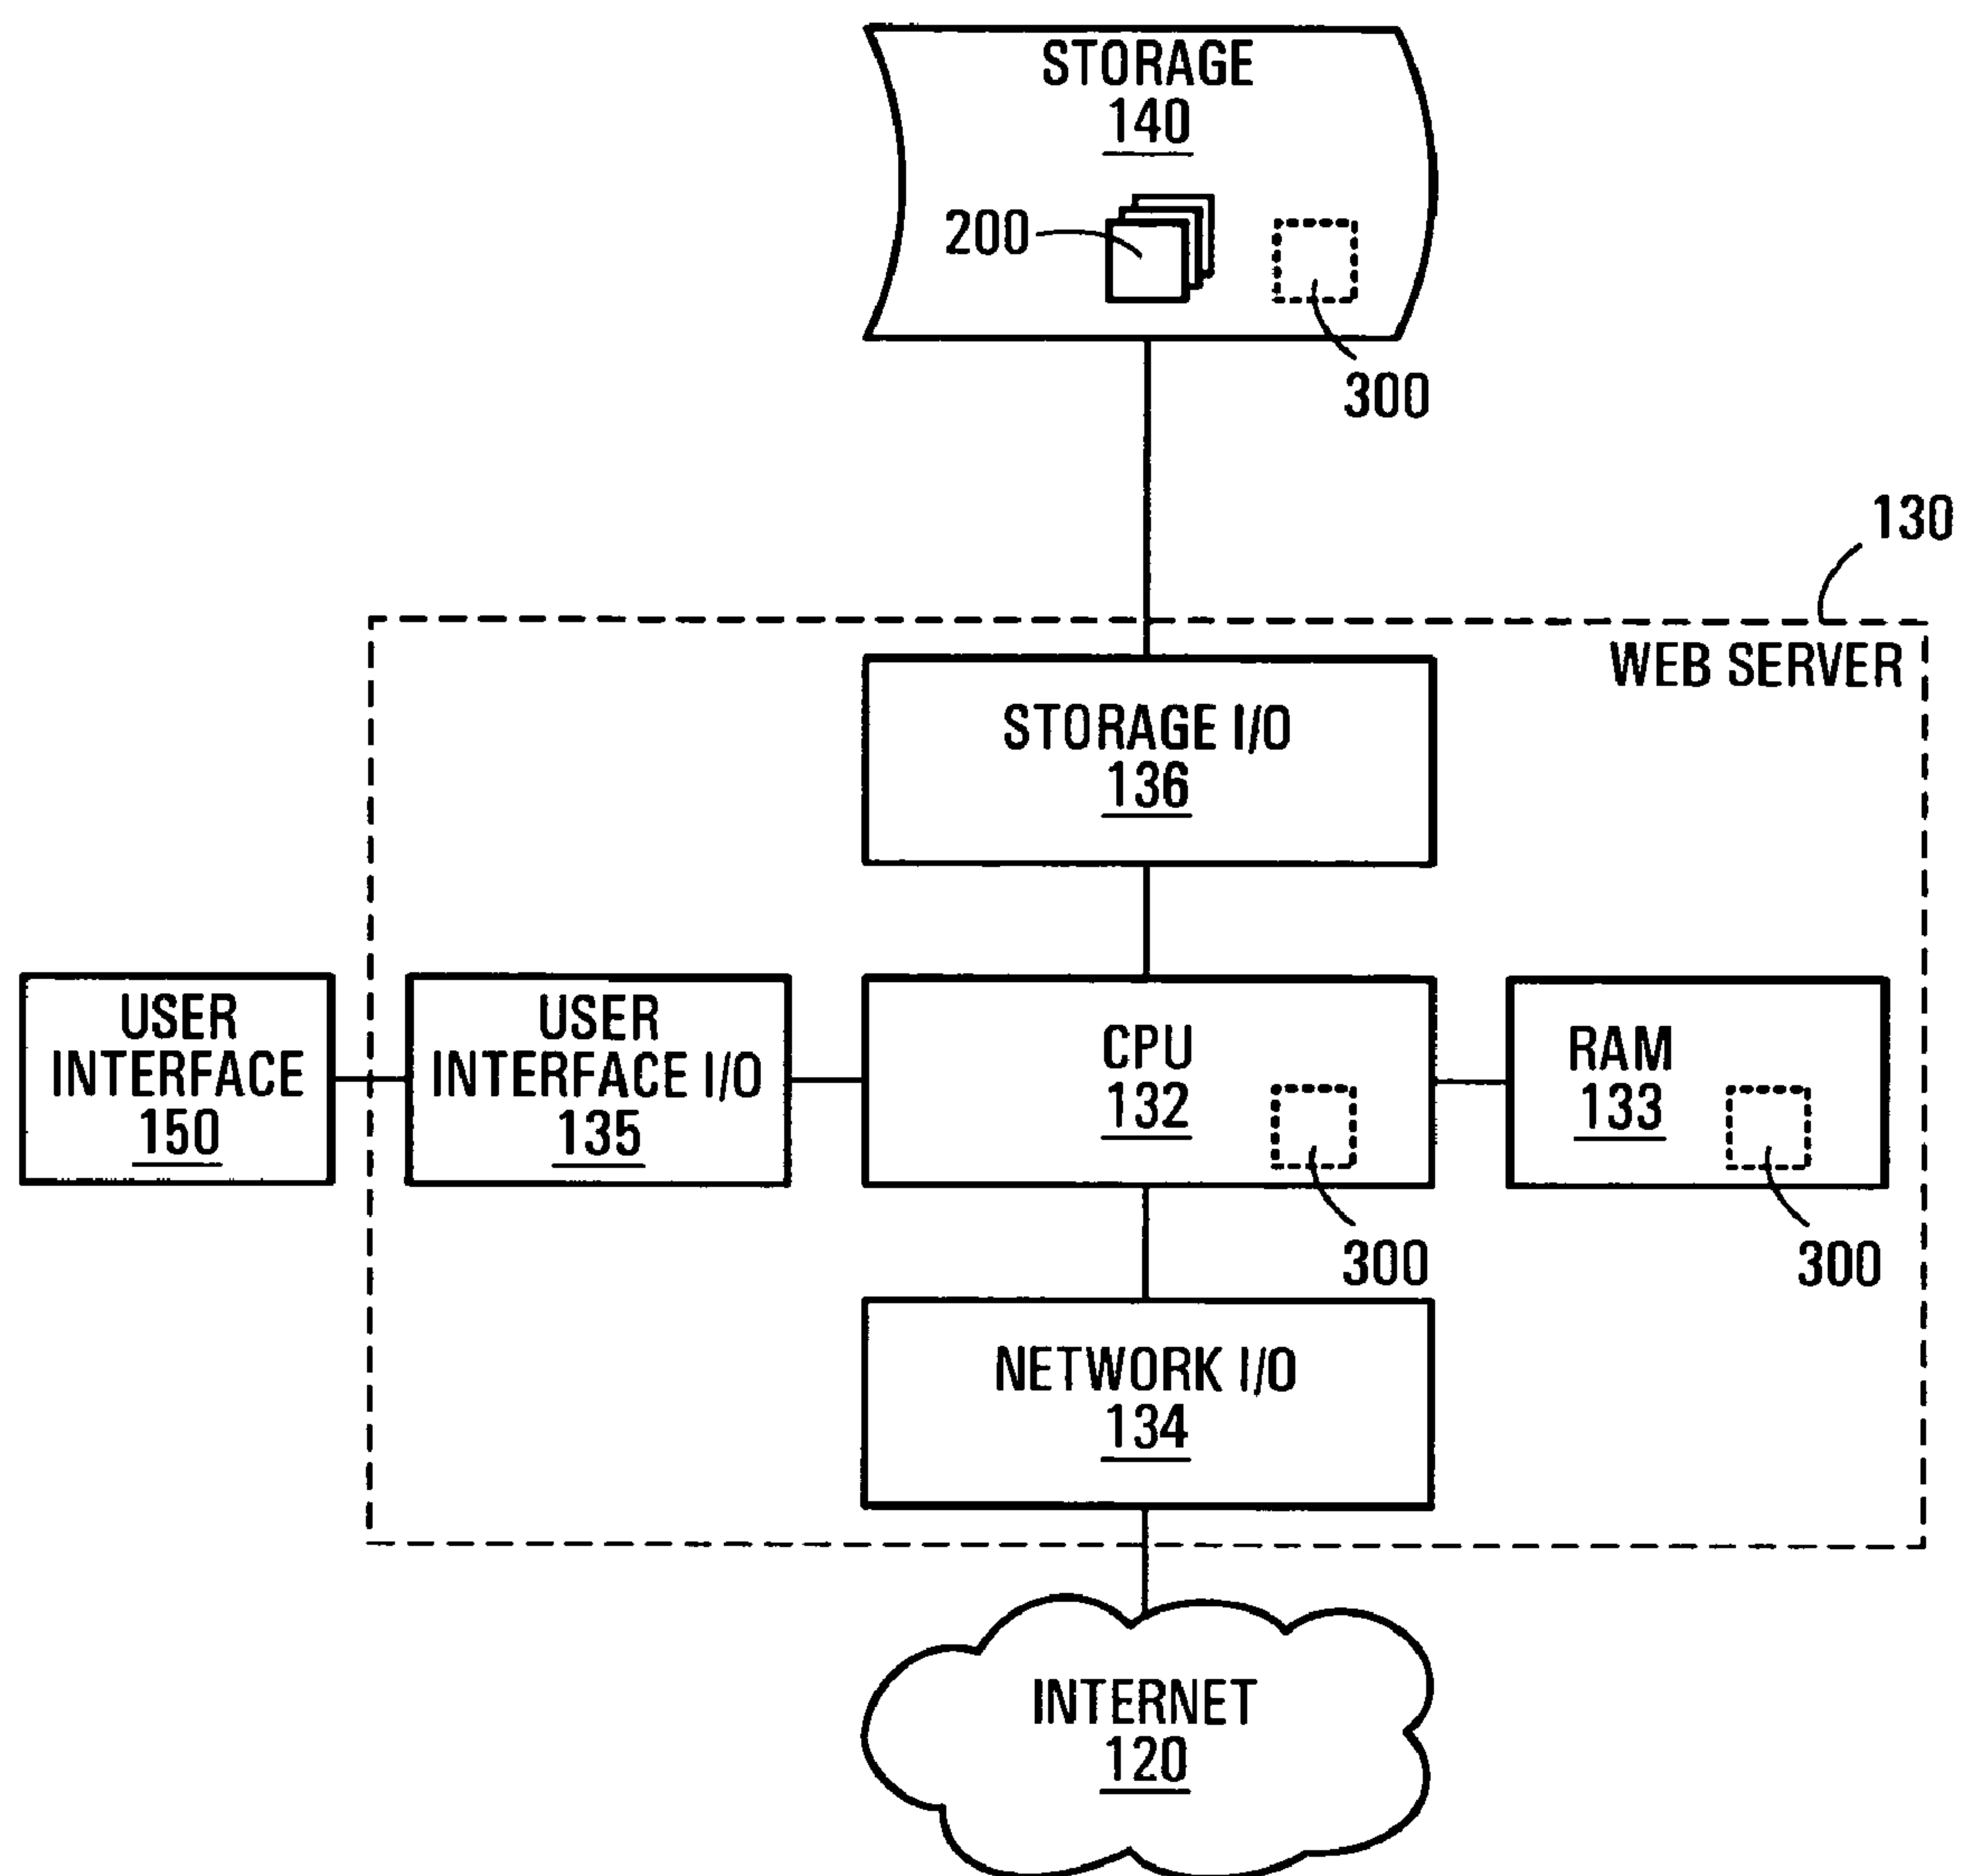 STORAGE
140
200
300
130
WEB SERVER
STORAGE I/O
136
USER
INTERFACE
150
USER
INTERFACE I/O
135
CPU
132
300
RAM
133
300
NETWORK I/O
134
INTERNET
120